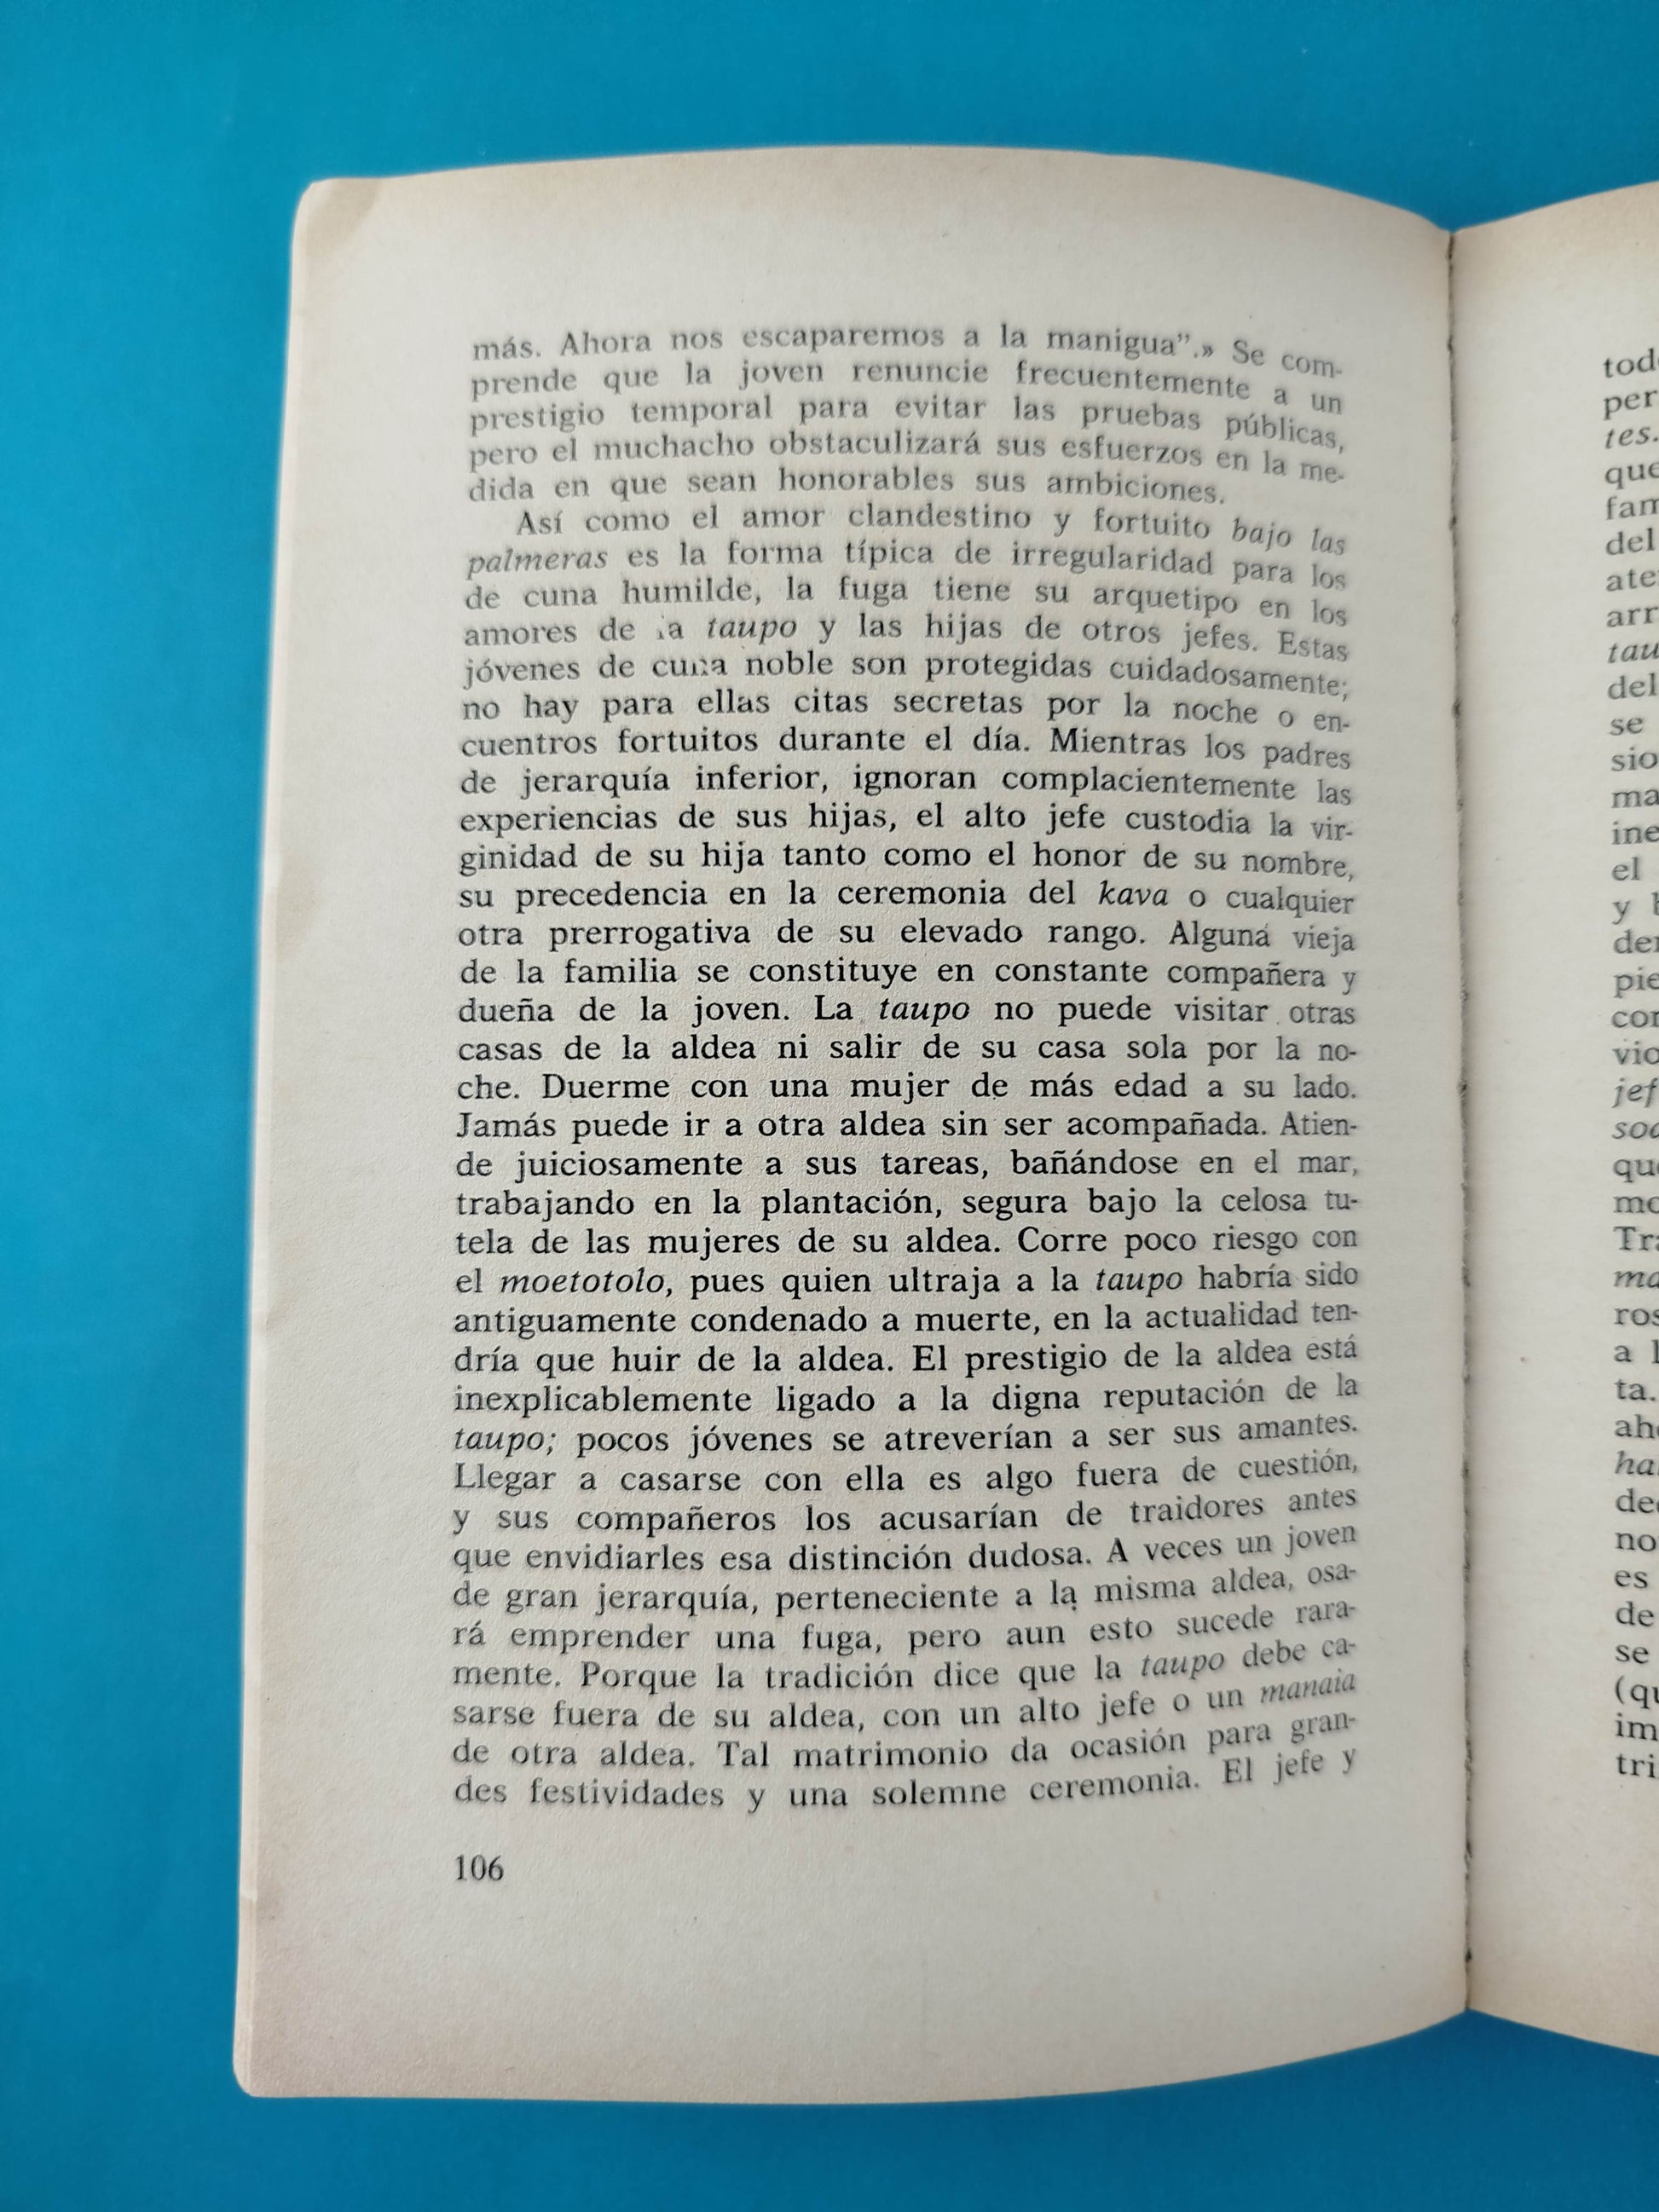 más. Ahora nos escaparemos a la manigua”.» Se com-
prende que la joven renuncie frecuentemente a un
prestigio temporal para evitar las pruebas públicas,
pero el muchacho obstaculizará sus esfuerzos en la me-
dida en que sean honorables sus ambiciones.
Así como el amor clandestino y fortuito bajo las
palmeras es la forma típica de irregularidad para los
de cuna humilde, la fuga tiene su arquetipo en los
amores de la taupo y las hijas de otros jefes. Estas
jóvenes de cuna noble son protegidas cuidadosamente;
no hay para ellas citas secretas por la noche o en-
cuentros fortuitos durante el día. Mientras los padres
de jerarquía inferior, ignoran complacientemente las
experiencias de sus hijas, el alto jefe custodia la vir-
ginidad de su hija tanto como el honor de su nombre,
su precedencia en la ceremonia del kava o cualquier
otra prerrogativa de su elevado rango. Alguna vieja
de la familia se constituye en constante compañera y
dueña de la joven. La taupo no puede visitar otras
casas de la aldea ni salir de su casa sola por la no-
che. Duerme con una mujer de más edad a su lado.
Jamás puede ir a otra aldea sin ser acompañada. Atien-
de juiciosamente a sus tareas, bañándose en el mar,
trabajando en la plantación, segura bajo la celosa tu-
tela de las mujeres de su aldea. Corre poco riesgo con
el moetotolo, pues quien ultraja a la taupo habría sido
antiguamente condenado a muerte, en la actualidad ten-
dría que huir de la aldea. El prestigio de la aldea está
inexplicablemente ligado a la digna reputación de la
taupo; pocos jóvenes se atreverían a ser sus amantes.
Llegar a casarse con ella es algo fuera de cuestión,
y sus compañeros los acusarían de traidores antes
que envidiarles esa distinción dudosa. A veces un joven
de gran jerarquía, perteneciente a la misma aldea, osa-
rá emprender una fuga, pero aun esto sucede rara-
mente. Porque la tradición dice que la taupo debe ca-
sarse fuera de su aldea, con un alto jefe o un manaia
de otra aldea. Tal matrimonio da ocasión para gran-
des festividades y una solemne ceremonia. El jefe y
106